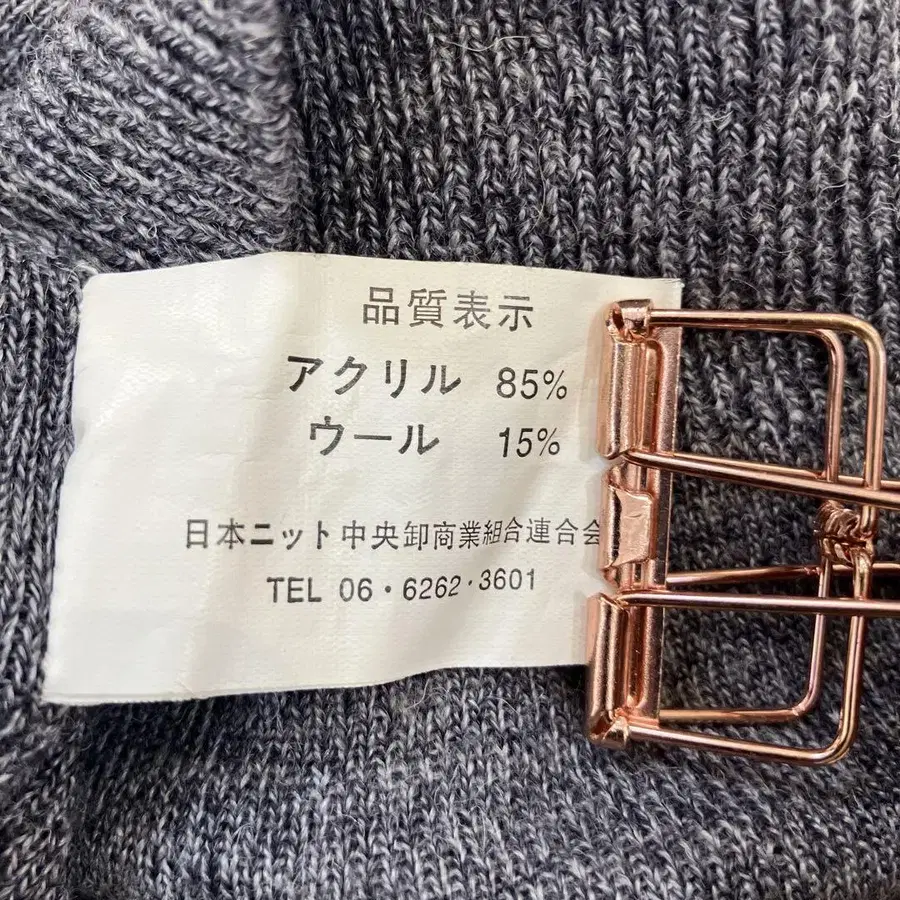 品質表示
アクリル 85%
ウール 15%
日本ニット中央卸商業組合連合会
TEL 06・6262・3601